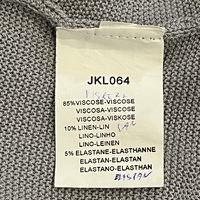 JKL064
85%VISCOSE-VISCOSE
VISCOSA-VISCOSE
VISCOSA-VISKOSE
10% LINEN-LIN
LINO-LINHO
LINO-LEINEN
5% ELASTANE-ELASTHANNE
ELASTAN-ELASTAN
ELASTANO-ELASTHAN